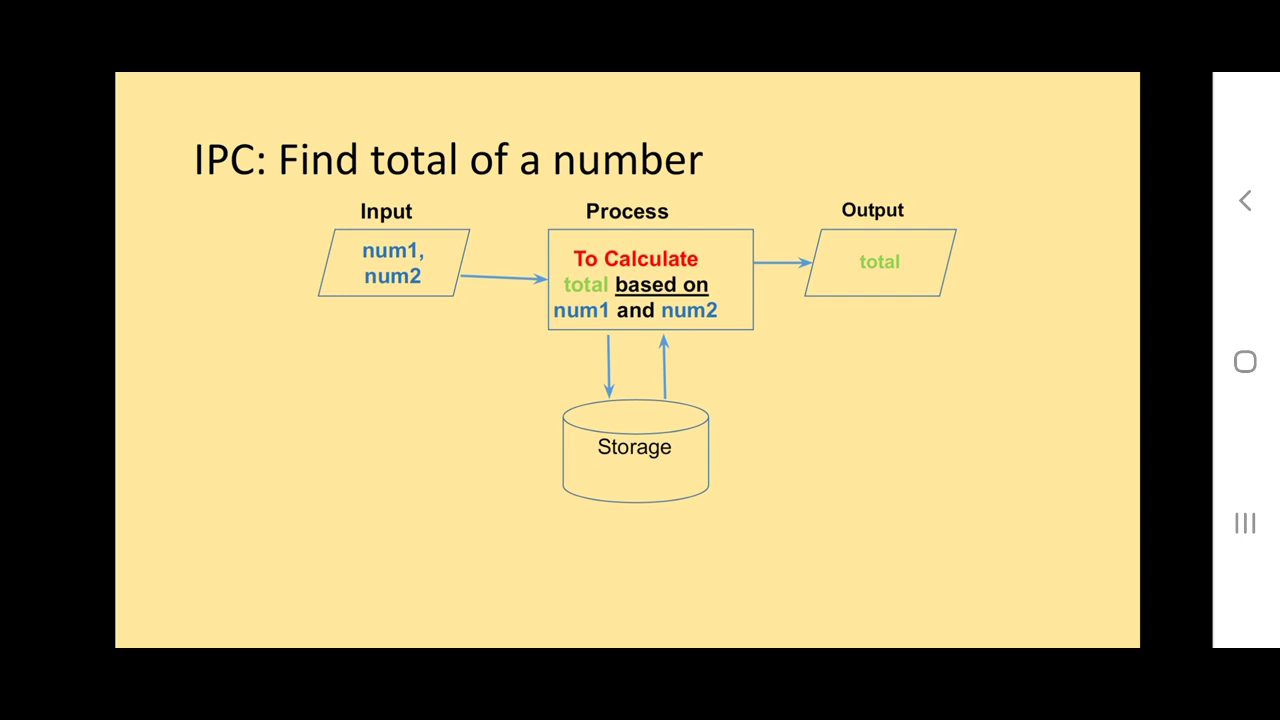 IPC: Find total of a number
Input
Process
Output
num1,
num2
To Calculate
total based on
num1 and num2
total
Storage